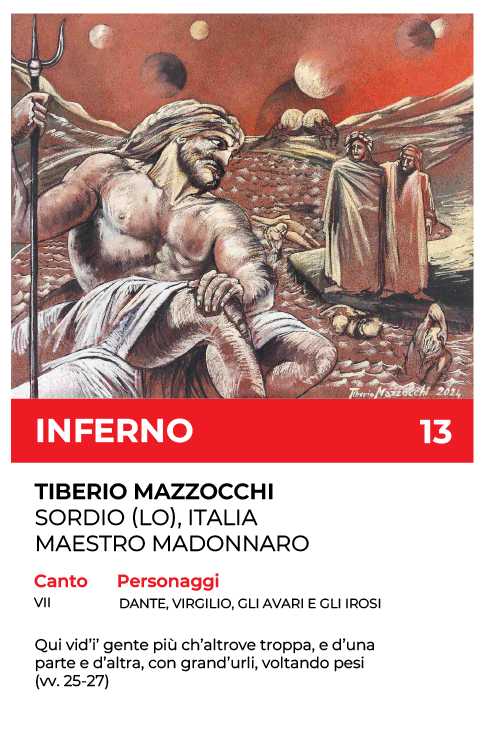 Tiberio Mazzocchi 2024
INFERNO 13
TIBERIO MAZZOCCHI
SORDIO (LO), ITALIA
MAESTRO MADONNARO
Canto Personaggi
VII DANTE, VIRGILIO, GLI AVARI E GLI IROSI
Qui vid’i’ gente più ch’altrove troppa, e d’una
parte e d’altra, con grand’urli, voltando pesi
(vv. 25-27)